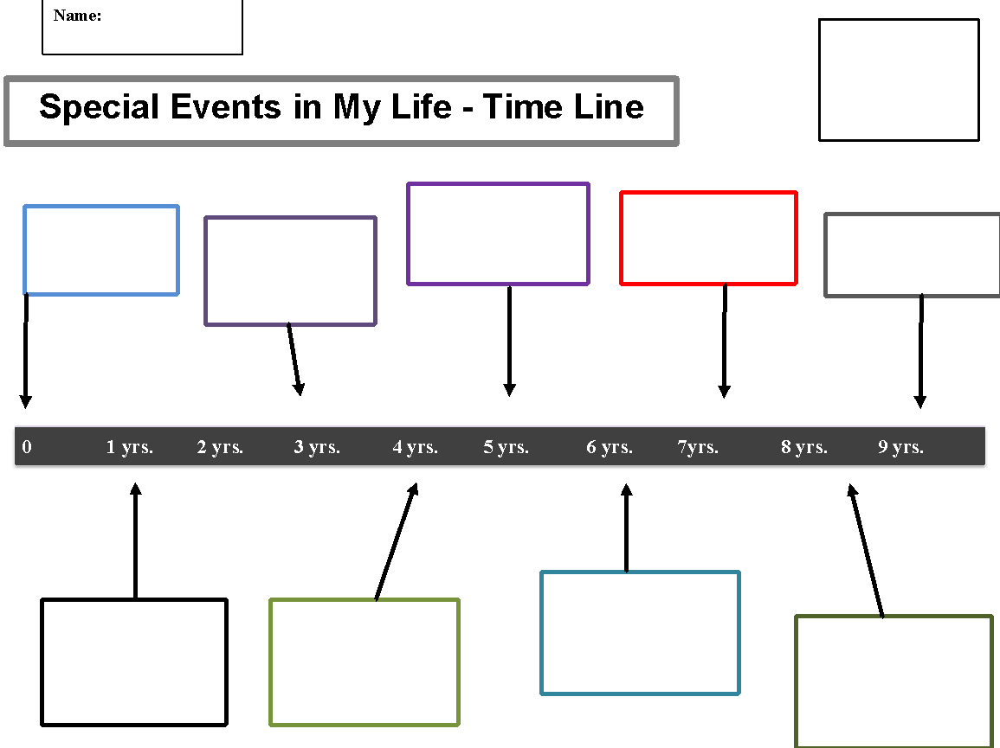 Name:
Special Events in My Life - Time Line
0 1 yrs. 2 yrs. 3 yrs. 4 yrs. 5 yrs. 6 yrs. 7yrs. 8 yrs. 9 yrs.